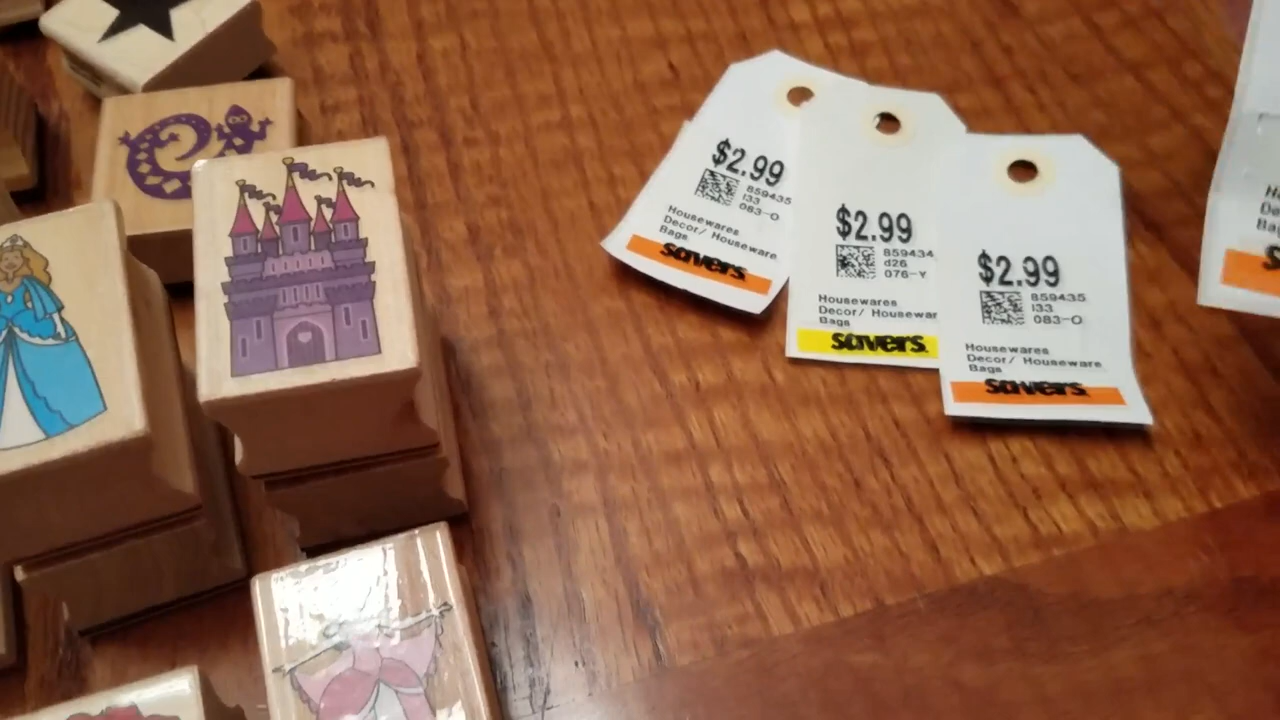 $2.99
859435
I33
083-O
Housewares
Decor/ Houseware
Bags
savers.
$2.99
859434
d26
076-Y
Housewares
Decor/ Housewar
Bags
savers.
$2.99
859435
I33
083-O
Housewares
Decor/ Houseware
Bags
savers.